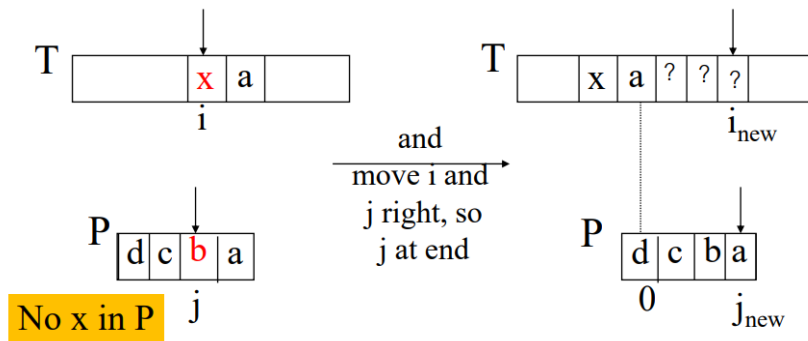 T
x a
i
P
d c b a
j
No x in P
and
move i and
j right, so
j at end
T
x a ? ? ?
i new
P
d c b a
0
j new